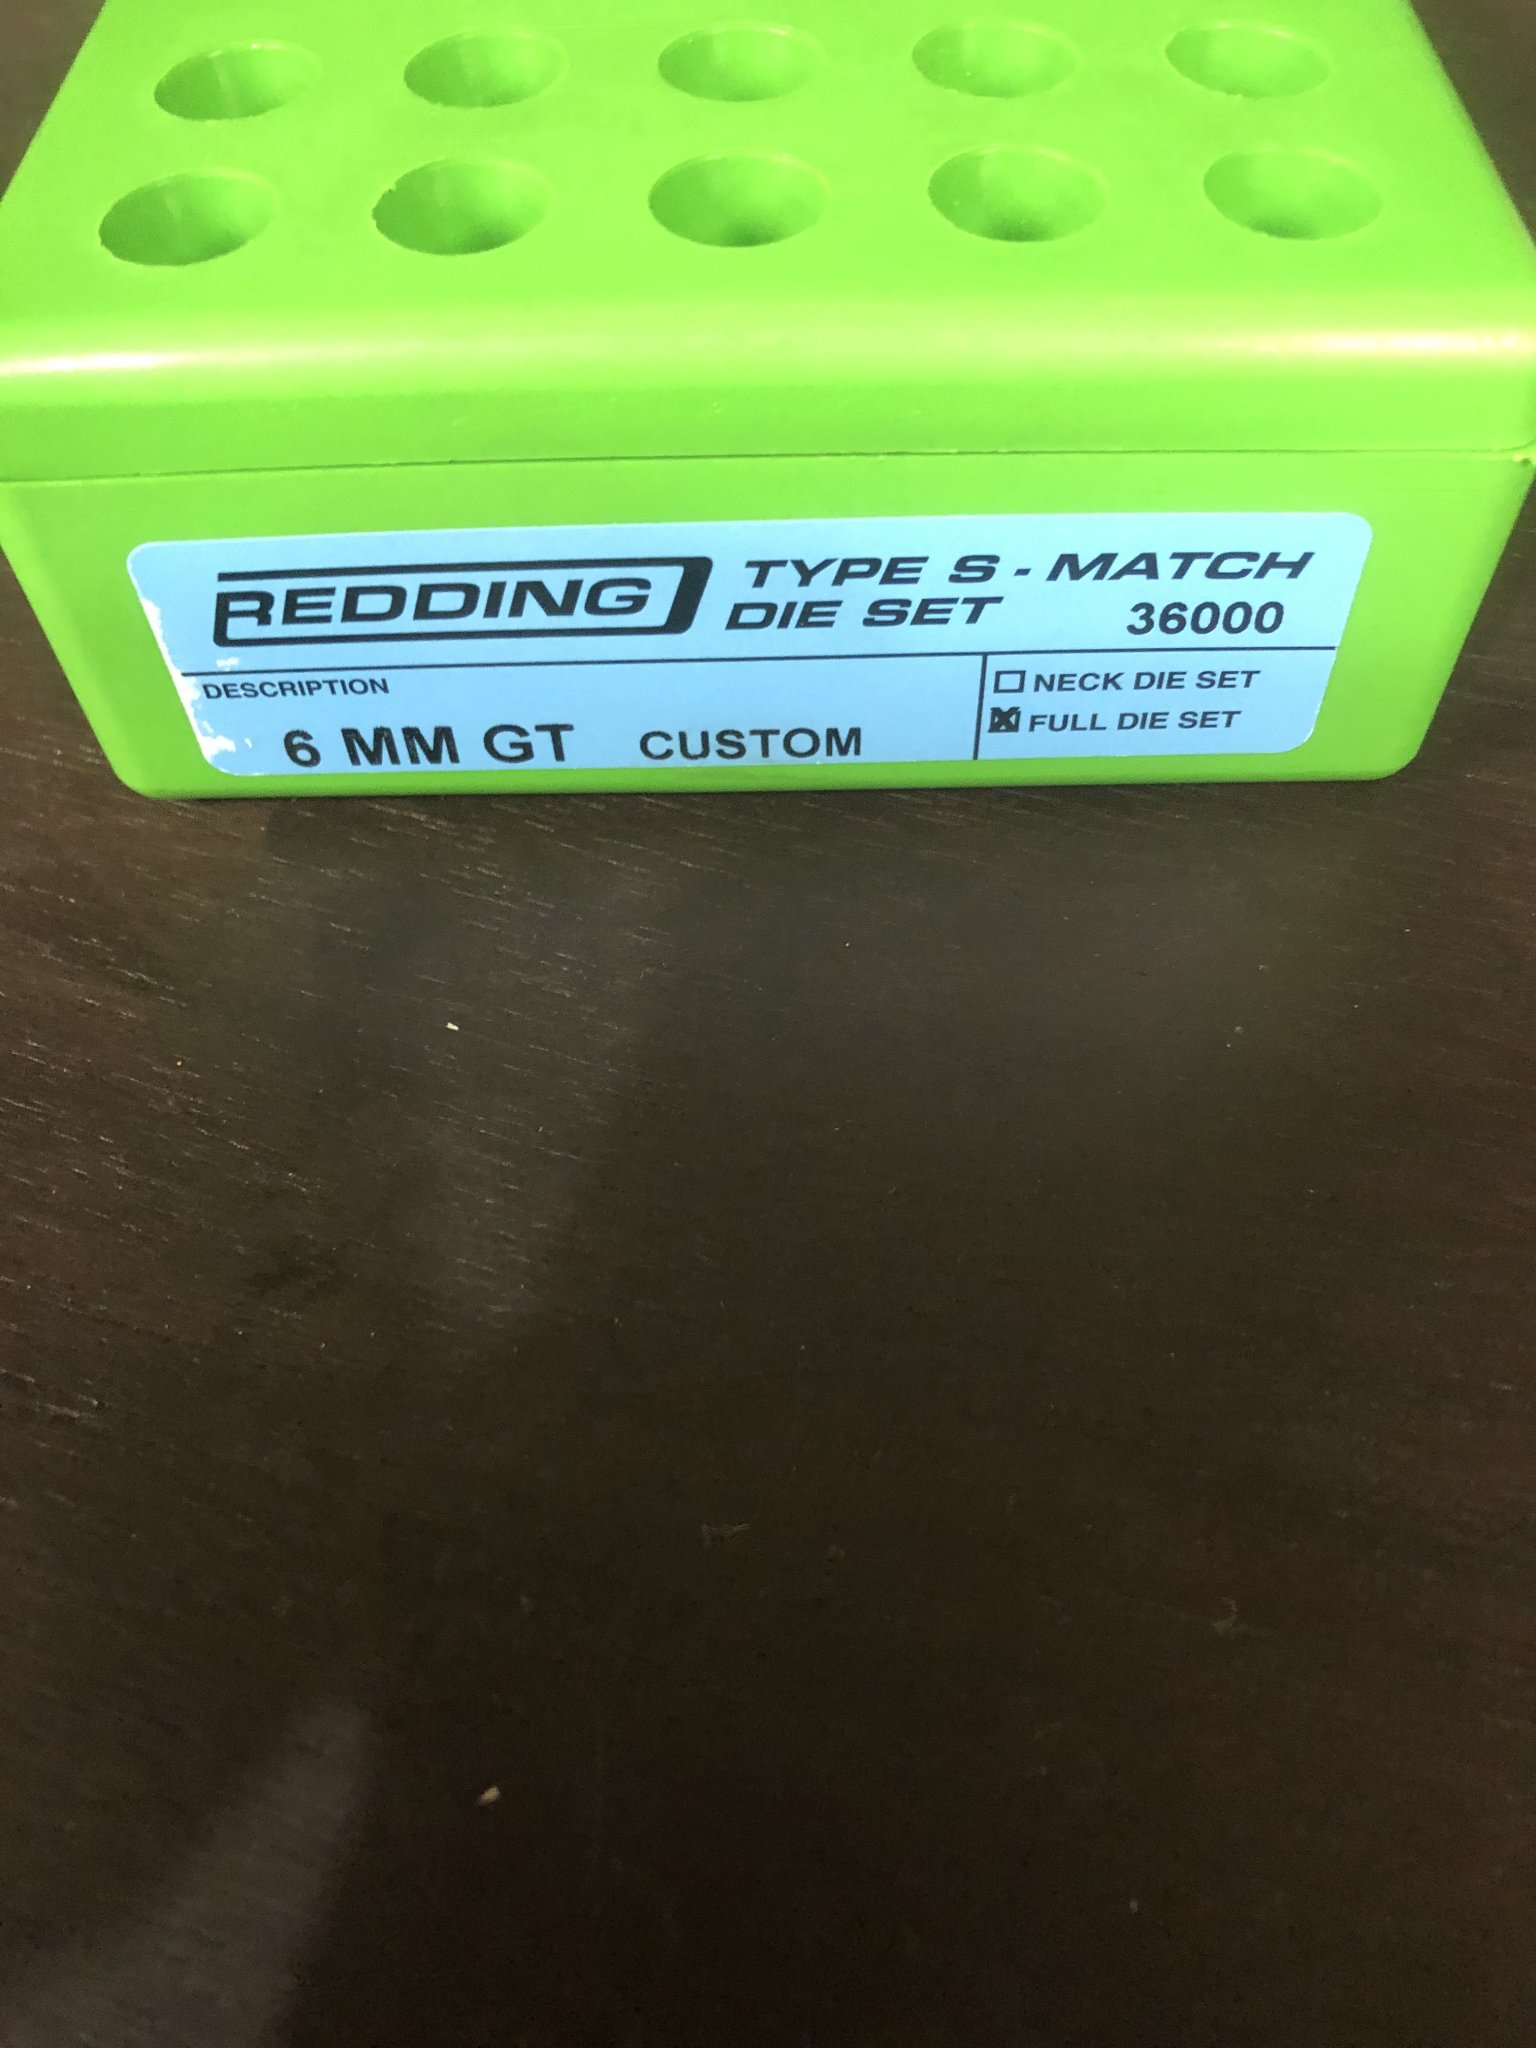 REDDING
TYPE S - MATCH
DIE SET 36000
DESCRIPTION
6 MM GT CUSTOM
NECK DIE SET
FULL DIE SET